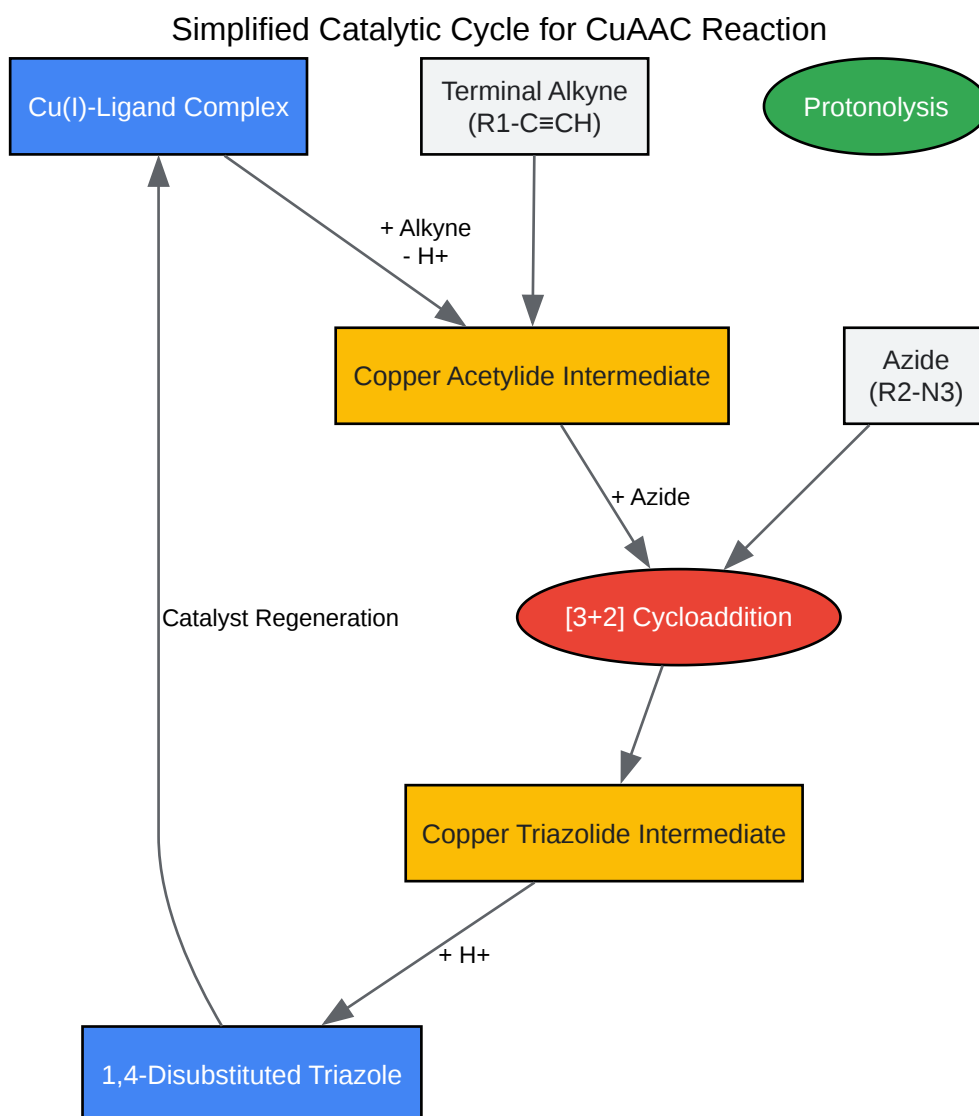 Simplified Catalytic Cycle for CuAAC Reaction
Cu(I)-Ligand Complex
Terminal Alkyne
(R1-C≡CH)
Protonolysis
+ Alkyne
- H+
Copper Acetylide Intermediate
Azide
(R2-N3)
+ Azide
[3+2] Cycloaddition
Catalyst Regeneration
Copper Triazolide Intermediate
+ H+
1,4-Disubstituted Triazole